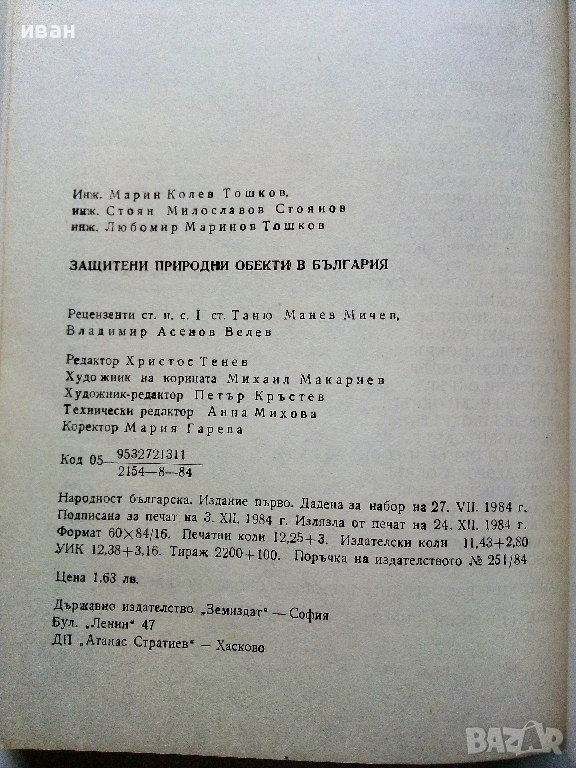 иван
Инж. Марин Колев Тошков,
инж. Стоян Милославов Стоянов
инж. Любомир Маринов Тошков
ЗАЩИТЕНИ ПРИРОДНИ ОБЕКТИ В БЪЛГАРИЯ
Рецензенти ст. н. с. I ст. Таню Манев Мичев,
Владимир Асенов Велев
Редактор Христос Тенев
Художник на корицата Михаил Макариев
Художник-редактор Петър Кръстев
Технически редактор Анна Михова
Коректор Мария Гарева
Код 05— 9532721311
2154—8—84
Народност българска. Издание първо. Дадена за набор на 27. VII. 1984 г.
Подписана за печат на 3. XII. 1984 г. Излязла от печат на 24. XII. 1984 г.
Формат 60×84/16. Печатни коли 12,25+3. Издателски коли 11,43+2,80
УИК 12,38+3,16. Тираж 2200+100. Поръчка на издателството № 251/84
Цена 1,63 лв.
Държавно издателство „Земиздат“ — София
Бул. „Ленин“ 47
ДП „Атанас Стратиев“ — Хасково
BAZAR